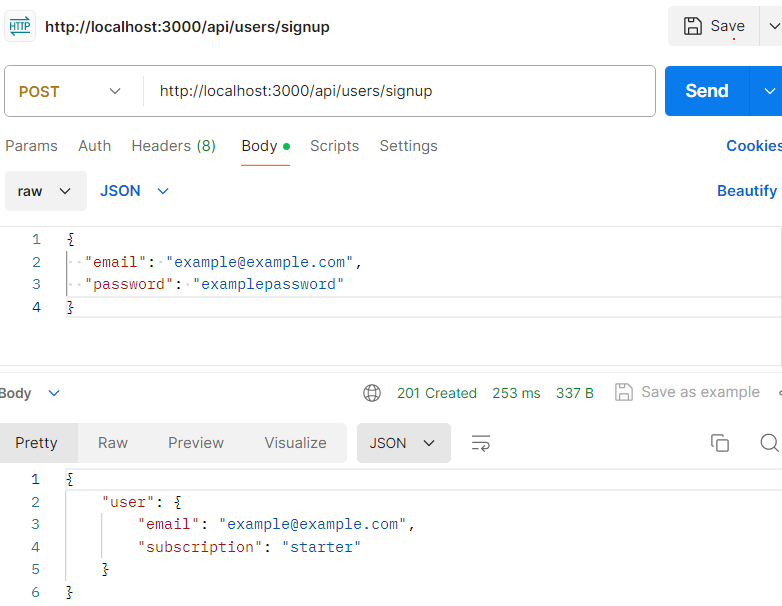 HTTP http://localhost:3000/api/users/signup Save
POST http://localhost:3000/api/users/signup Send
Params Auth Headers (8) Body Scripts Settings Cookies
raw JSON Beautify
1 {
2 "email": "example@example.com",
3 "password": "examplepassword"
4 }
Body 201 Created 253 ms 337 B Save as example
Pretty Raw Preview Visualize JSON
1 {
2 "user": {
3 "email": "example@example.com",
4 "subscription": "starter"
5 }
6 }